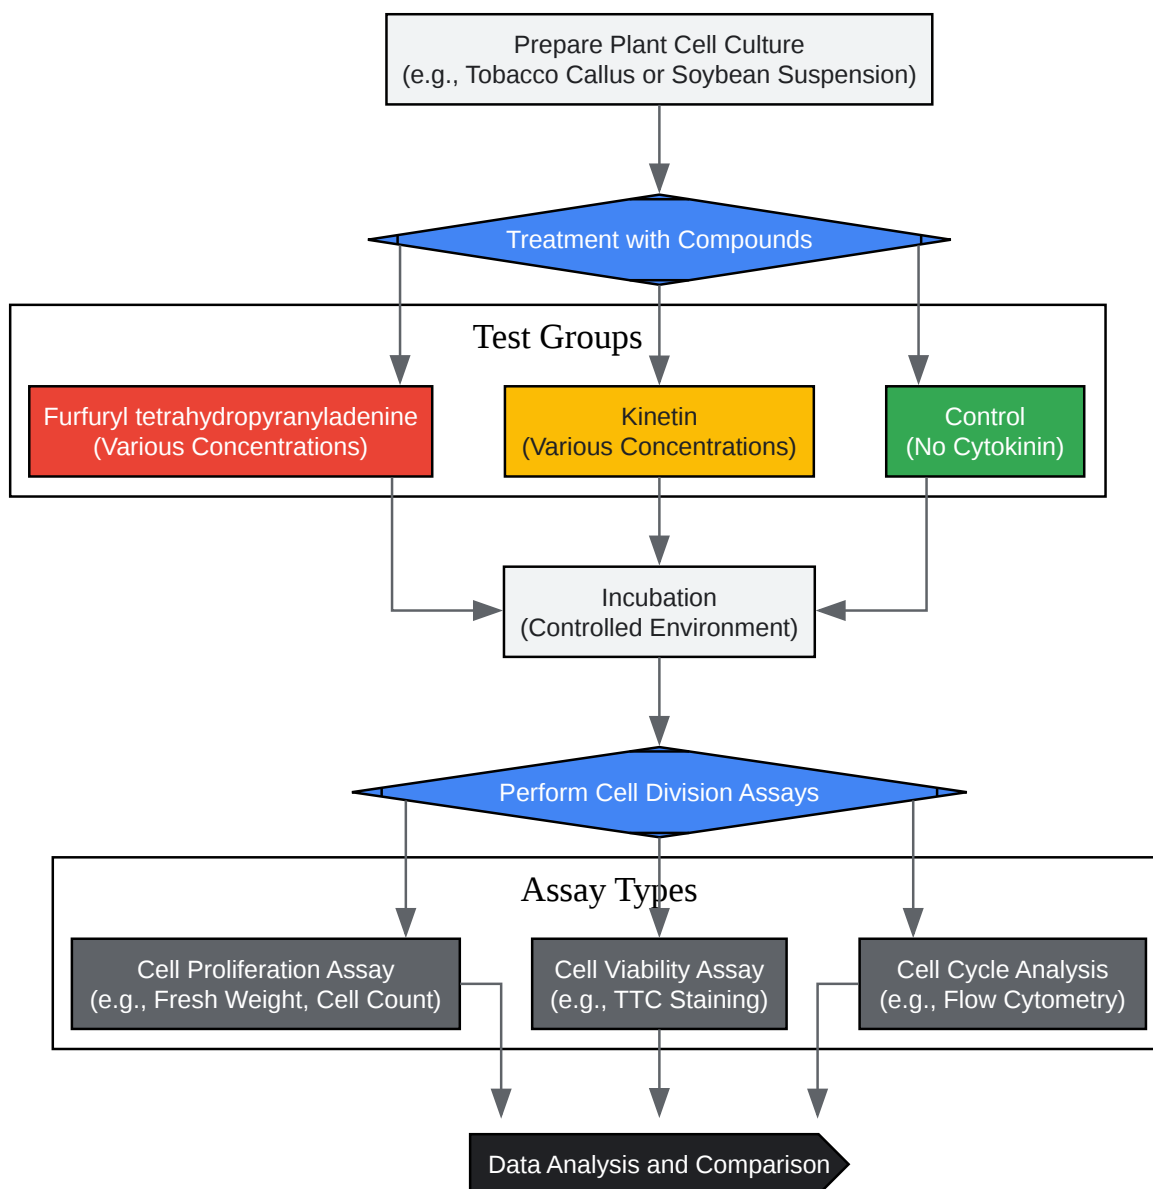 Prepare Plant Cell Culture
(e.g., Tobacco Callus or Soybean Suspension)
Treatment with Compounds
Test Groups
Furfuryl tetrahydropyranyladenine
(Various Concentrations)
Kinetin
(Various Concentrations)
Control
(No Cytokinin)
Incubation
(Controlled Environment)
Perform Cell Division Assays
Assay Types
Cell Proliferation Assay
(e.g., Fresh Weight, Cell Count)
Cell Viability Assay
(e.g., TTC Staining)
Cell Cycle Analysis
(e.g., Flow Cytometry)
Data Analysis and Comparison